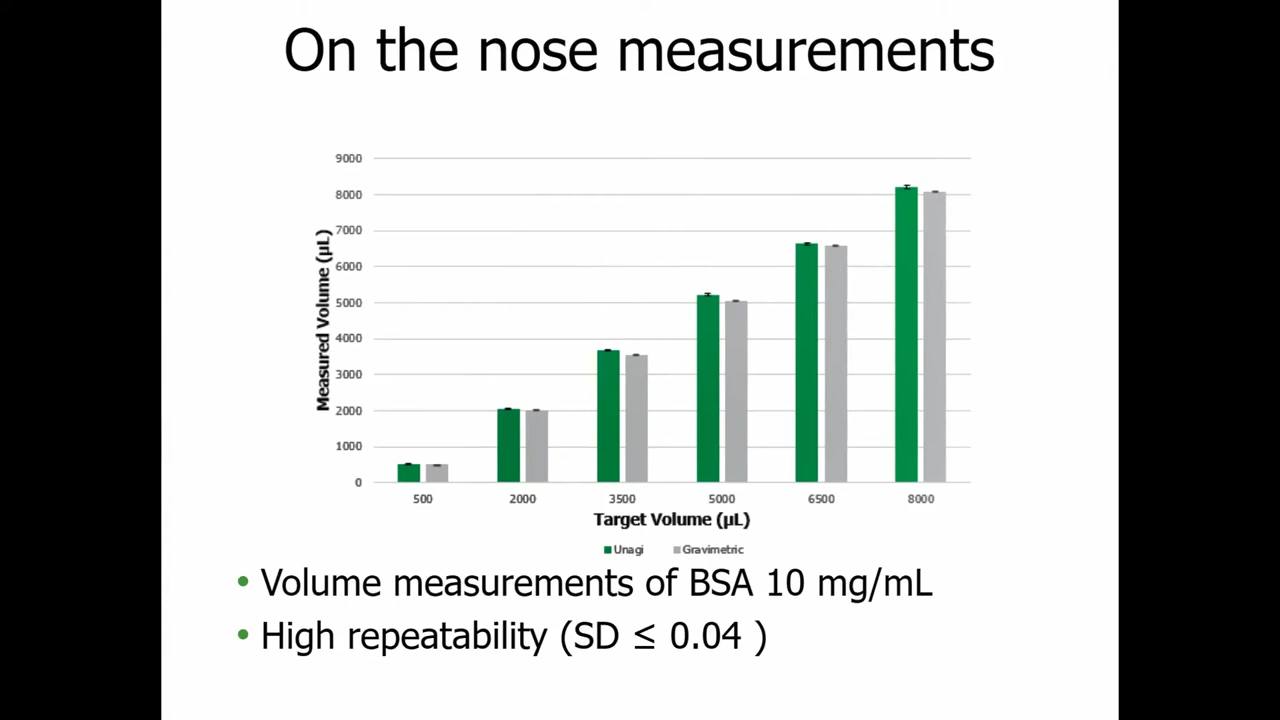 On the nose measurements
9000
8000
7000
6000
5000
4000
3000
2000
1000
0
Measured Volume (µL)
500 2000 3500 5000 6500 8000
Target Volume (µL)
Unagi Gravimetric
• Volume measurements of BSA 10 mg/mL
• High repeatability (SD ≤ 0.04 )